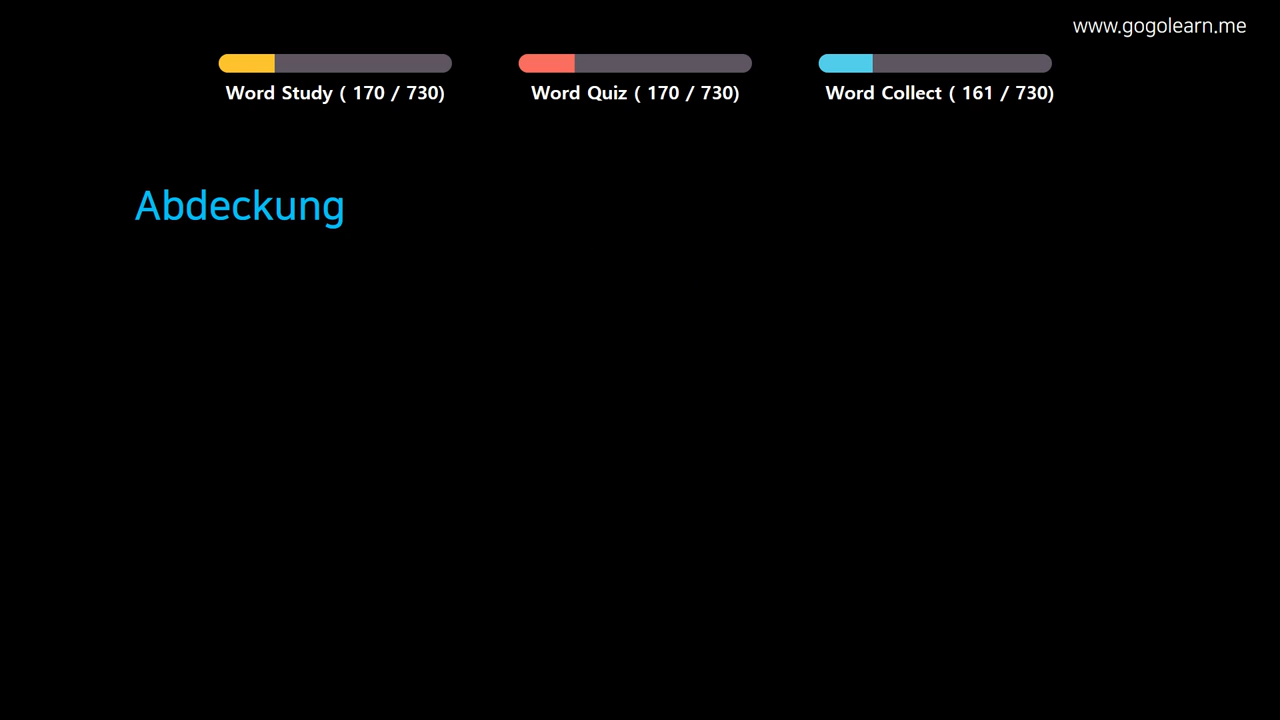 www.gogolearn.me
Word Study ( 170 / 730)
Word Quiz ( 170 / 730)
Word Collect ( 161 / 730)
Abdeckung